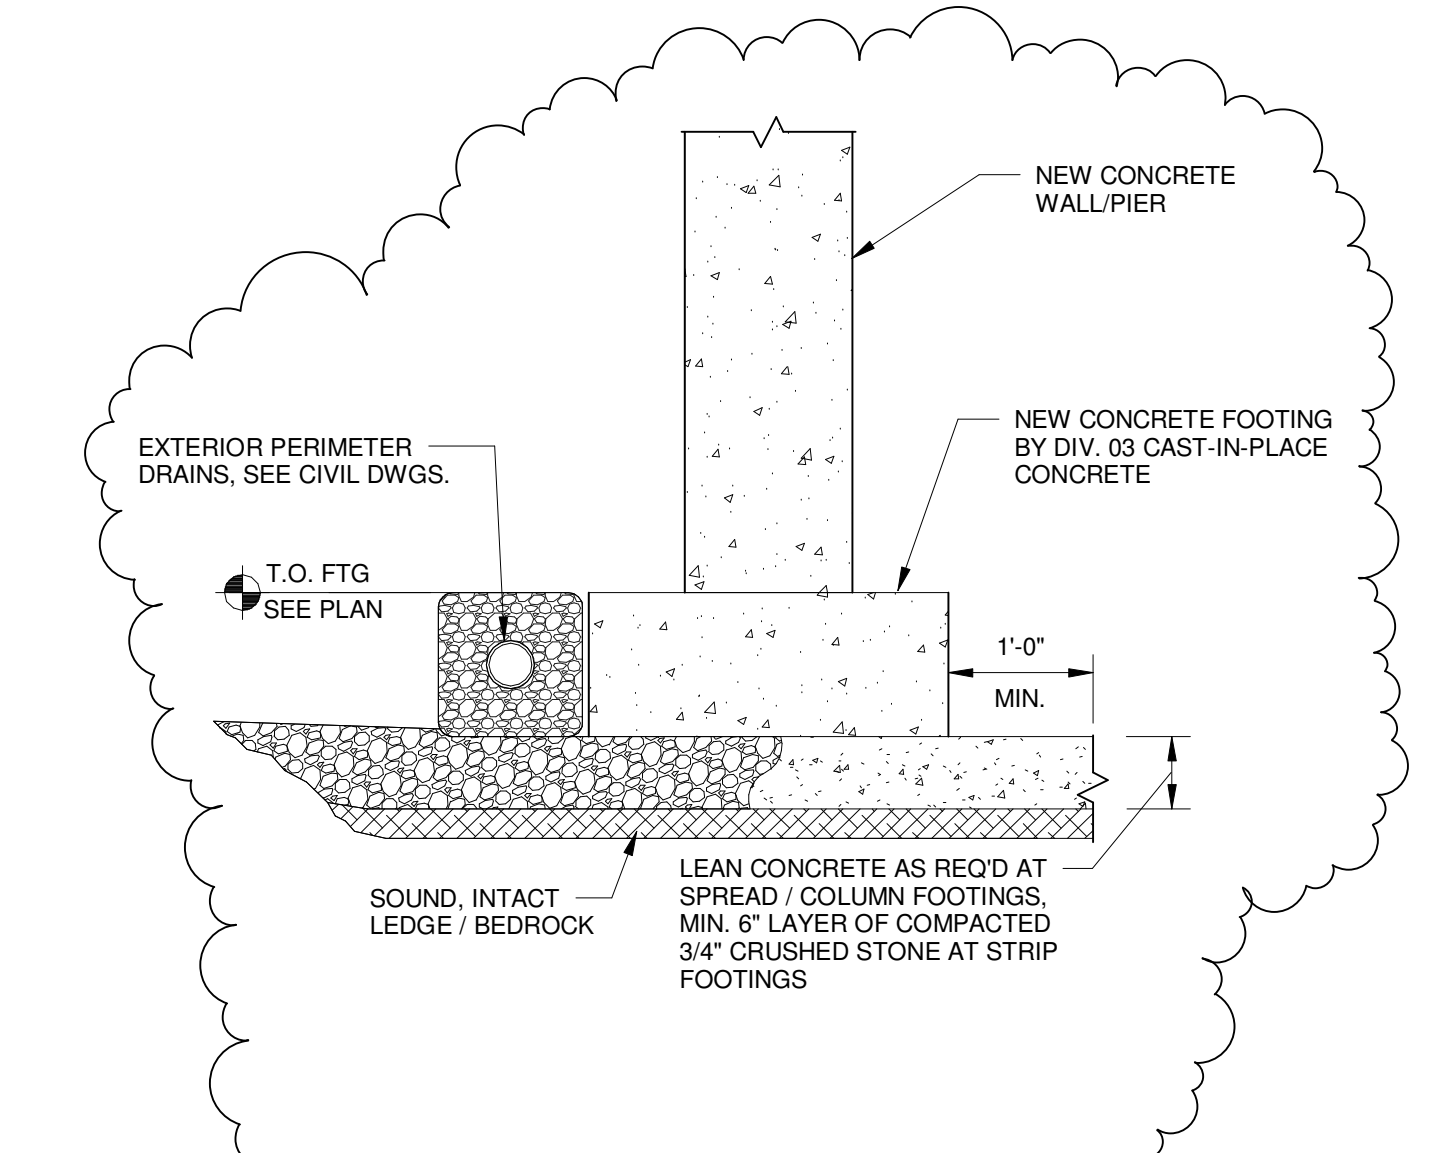 NEW CONCRETE
WALL/PIER
NEW CONCRETE FOOTING
BY DIV. 03 CAST-IN-PLACE
CONCRETE
EXTERIOR PERIMETER
DRAINS, SEE CIVIL DWGS.
T.O. FTG
SEE PLAN
1'-0"
MIN.
LEAN CONCRETE AS REQ'D AT
SPREAD / COLUMN FOOTINGS,
MIN. 6" LAYER OF COMPACTED
3/4" CRUSHED STONE AT STRIP
FOOTINGS
SOUND, INTACT
LEDGE / BEDROCK